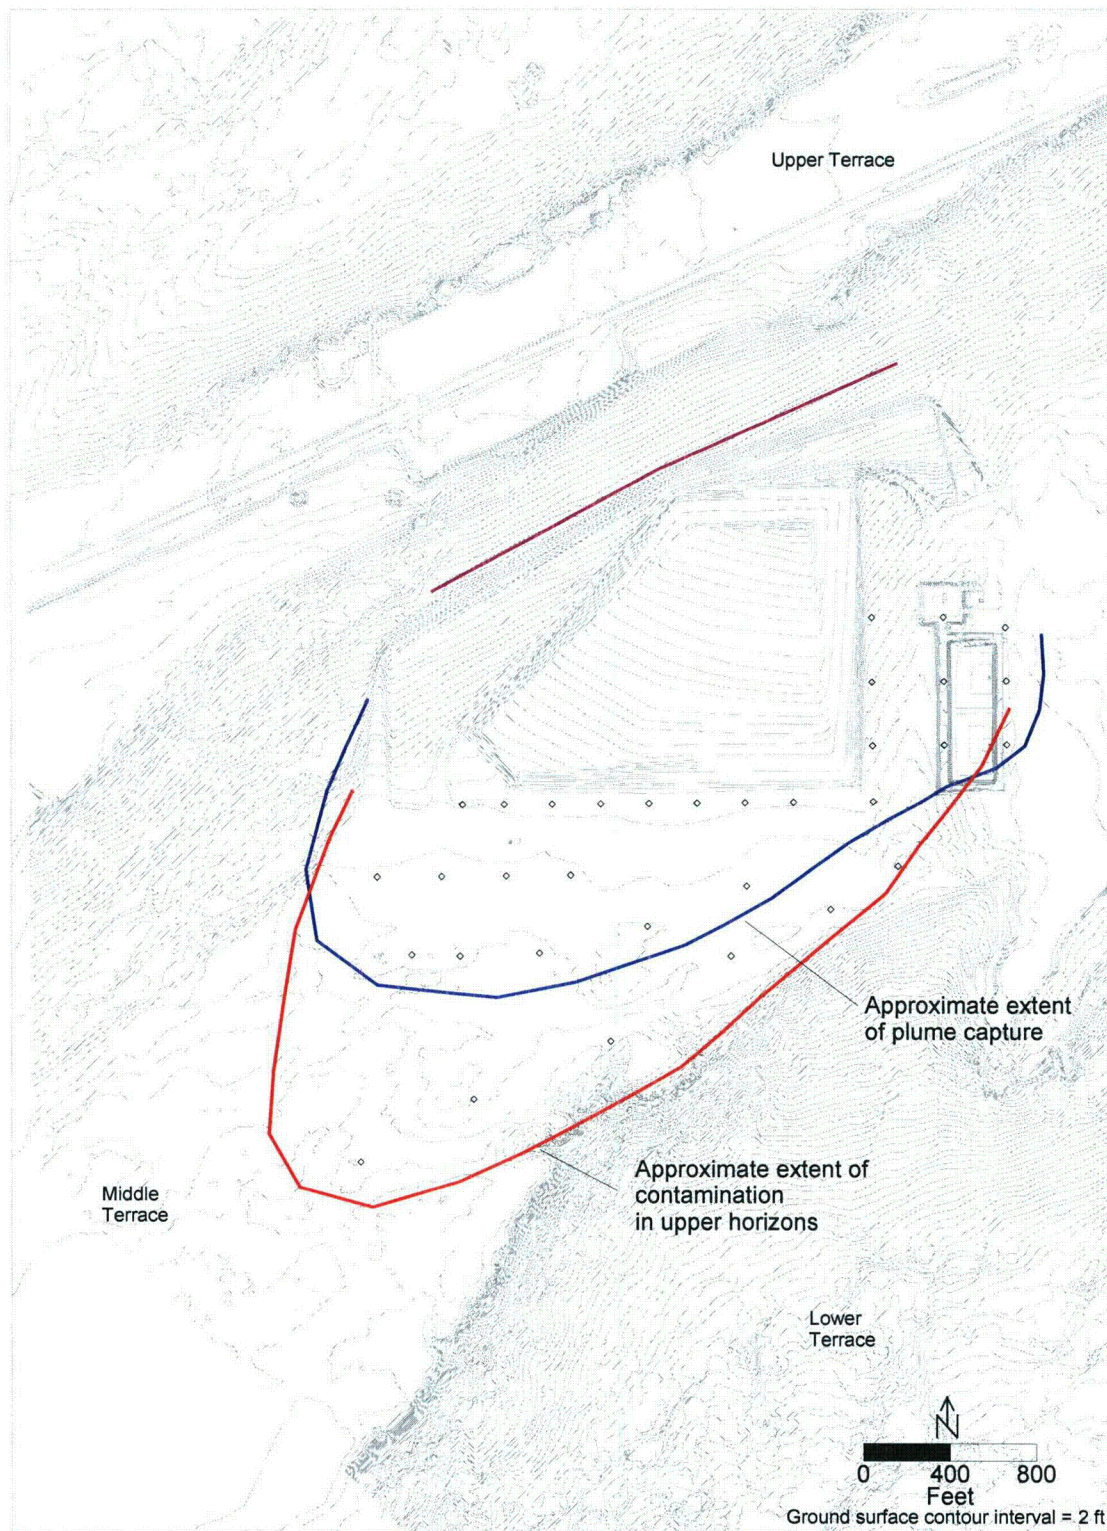 Upper Terrace
Approximate extent
of plume capture
Approximate extent of
contamination
in upper horizons
Middle
Terrace
Lower
Terrace
N
0 400 800
Feet
Ground surface contour interval = 2 ft